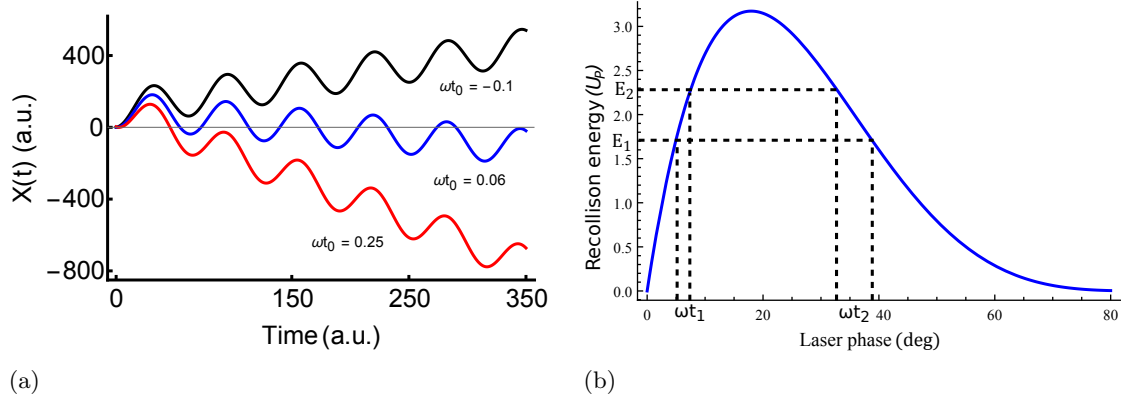 X(t) (a.u.)
400
0
−400
−800
ωt0 = −0.1
ωt0 = 0.06
ωt0 = 0.25
0 150 250 350
Time (a.u.)
(a)
Recollison energy (UP)
3.0
2.5
E2
2.0
E1
1.5
1.0
0.5
0.0
0 ωt1 20 ωt2 40 60 80
Laser phase (deg)
(b)